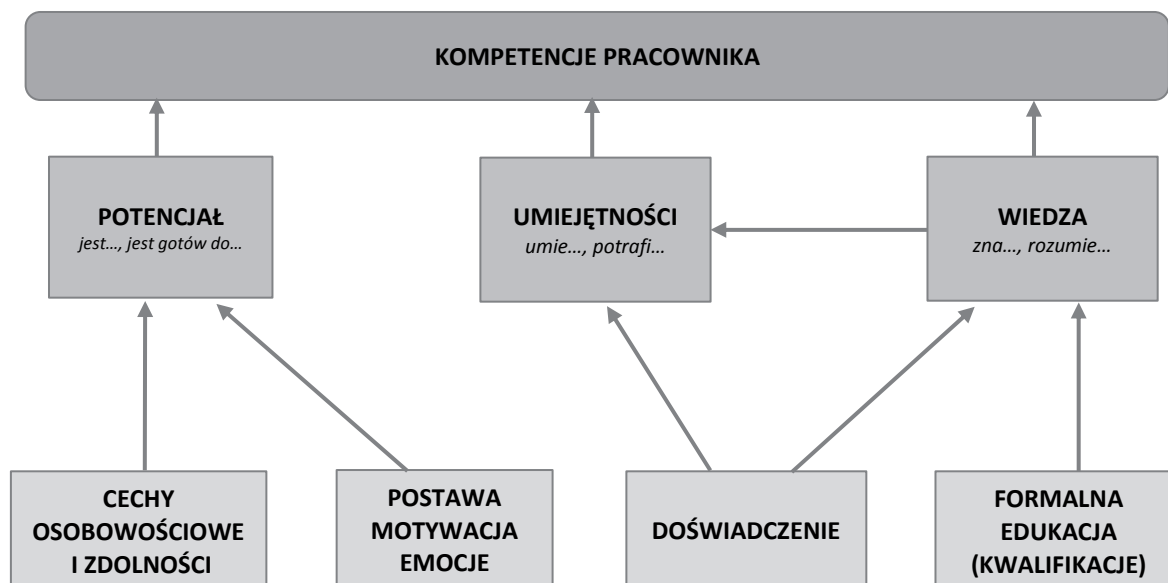 KOMPETENCJE PRACOWNIKA
POTENCJAŁ
jest..., jest gotów do...
UMIEJĘTNOŚCI
umie..., potrafi...
WIEDZA
zna..., rozumie...
CECHY
OSOBOWOŚCIOWE
I ZDOLNOŚCI
POSTAWA
MOTYWACJA
EMOCJE
DOŚWIADCZENIE
FORMALNA
EDUKACJA
(KWALIFIKACJE)